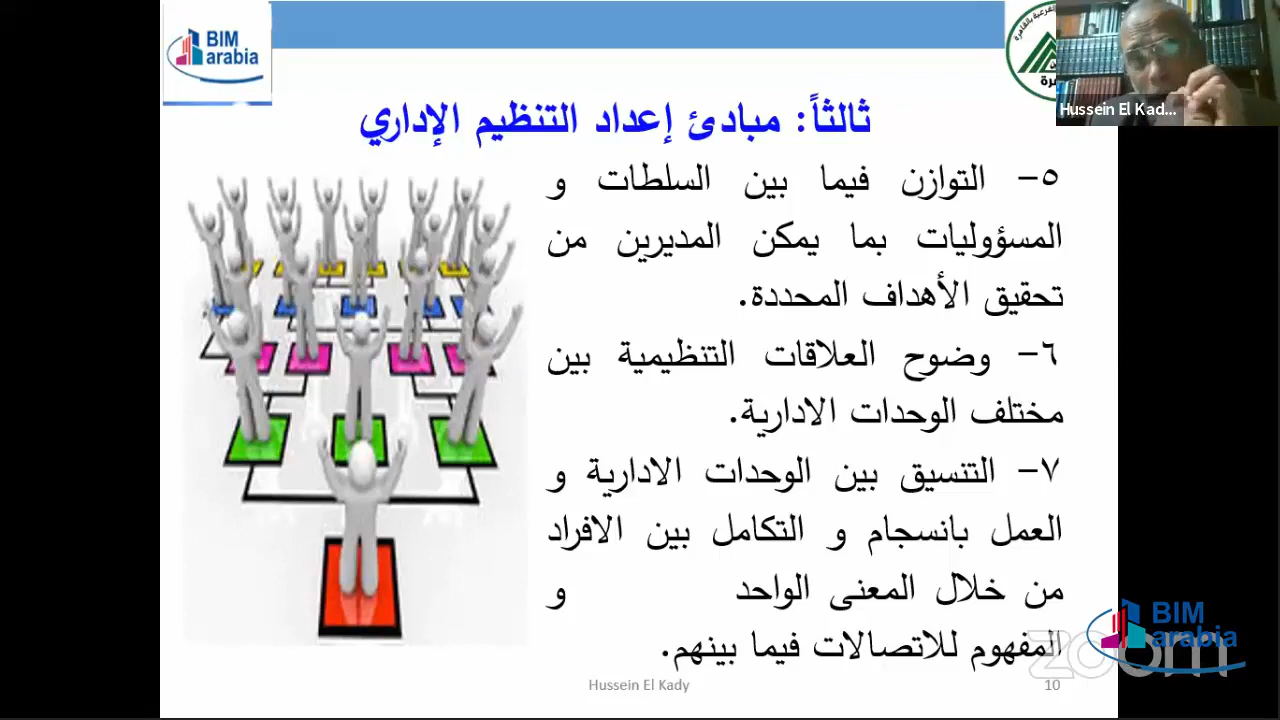 BIM
arabia
Hussein El Kad...
ثالثاً: مبادئ إعداد التنظيم الإداري
٥- التوازن فيما بين السلطات و
المسؤوليات بما يمكن المديرين من
تحقيق الأهداف المحددة.
٦- وضوح العلاقات التنظيمية بين
مختلف الوحدات الادارية.
٧- التنسيق بين الوحدات الادارية و
العمل بانسجام و التكامل بين الافراد
من خلال المعنى الواحد و
المفهوم للاتصالات فيما بينهم.
BIM
arabia
zoom
Hussein El Kady
10